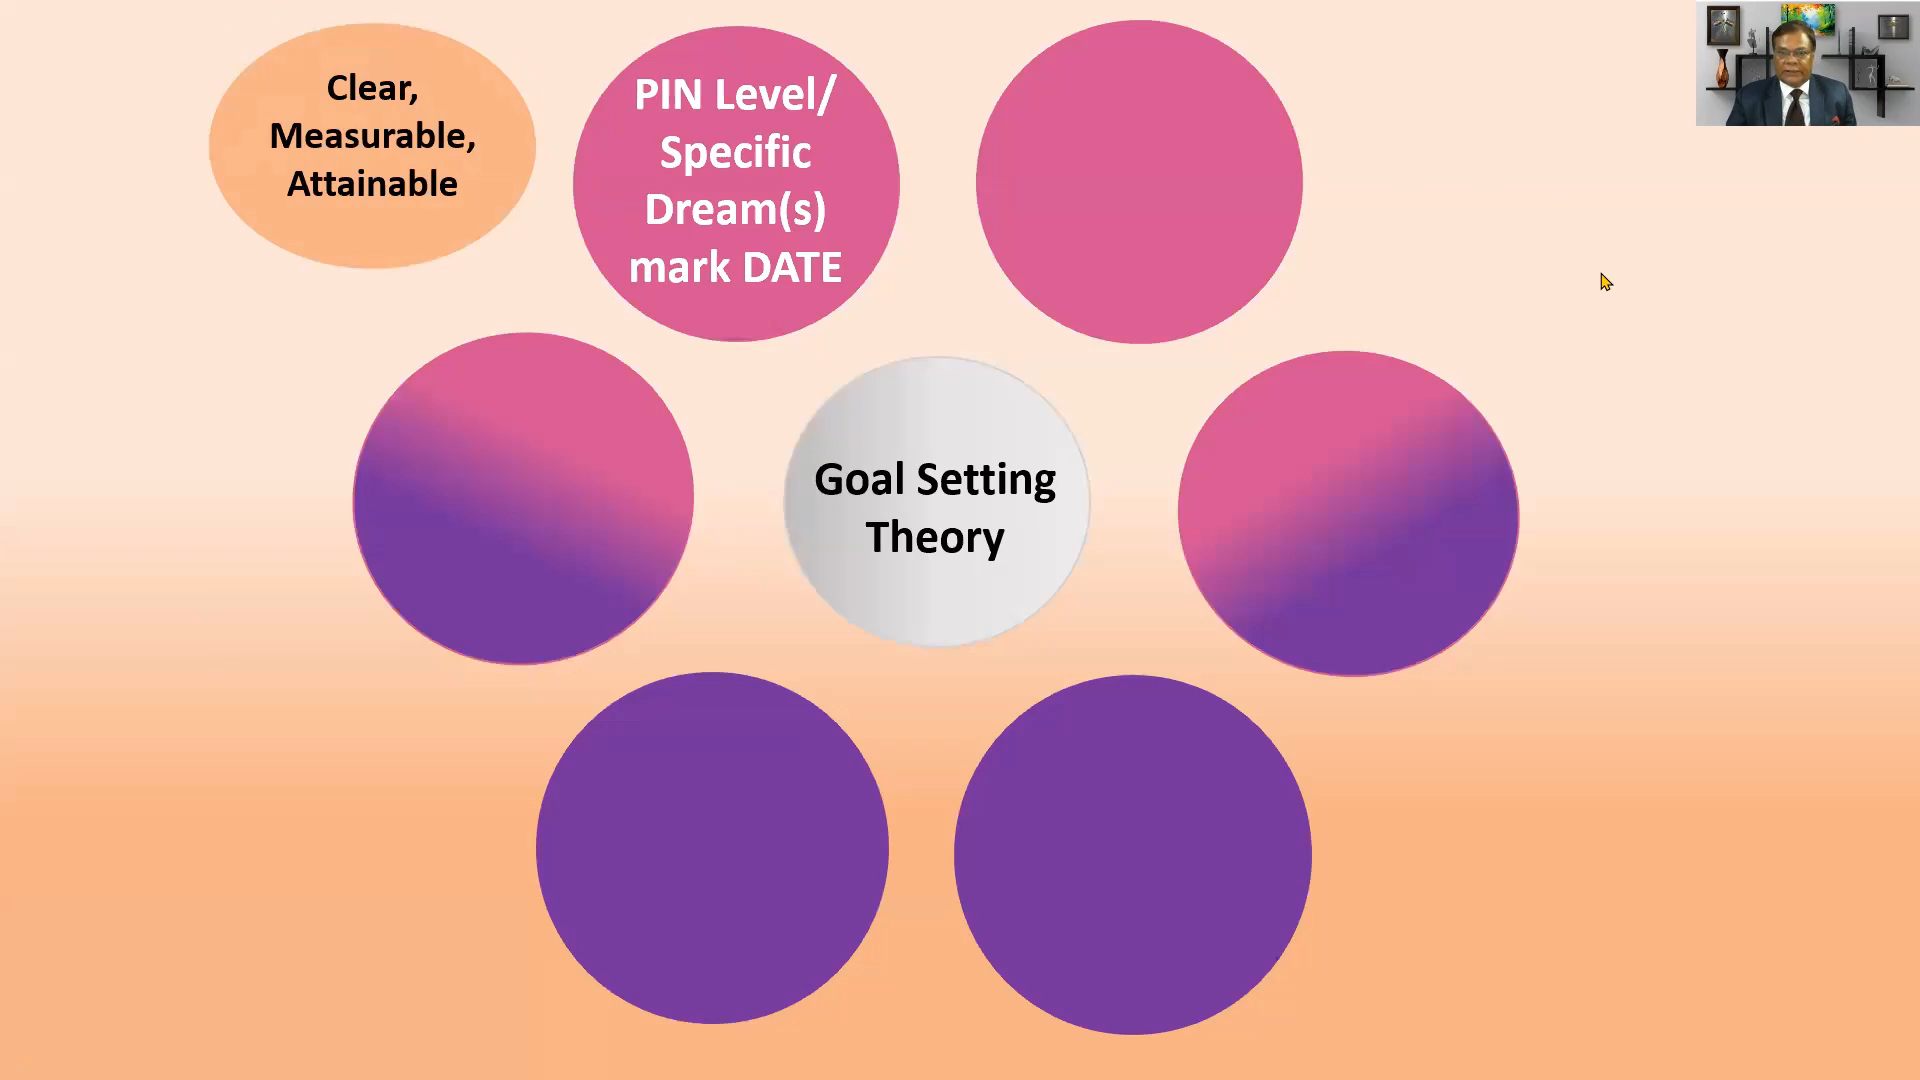 Clear,
Measurable,
Attainable
PIN Level/
Specific
Dream(s)
mark DATE
Goal Setting
Theory